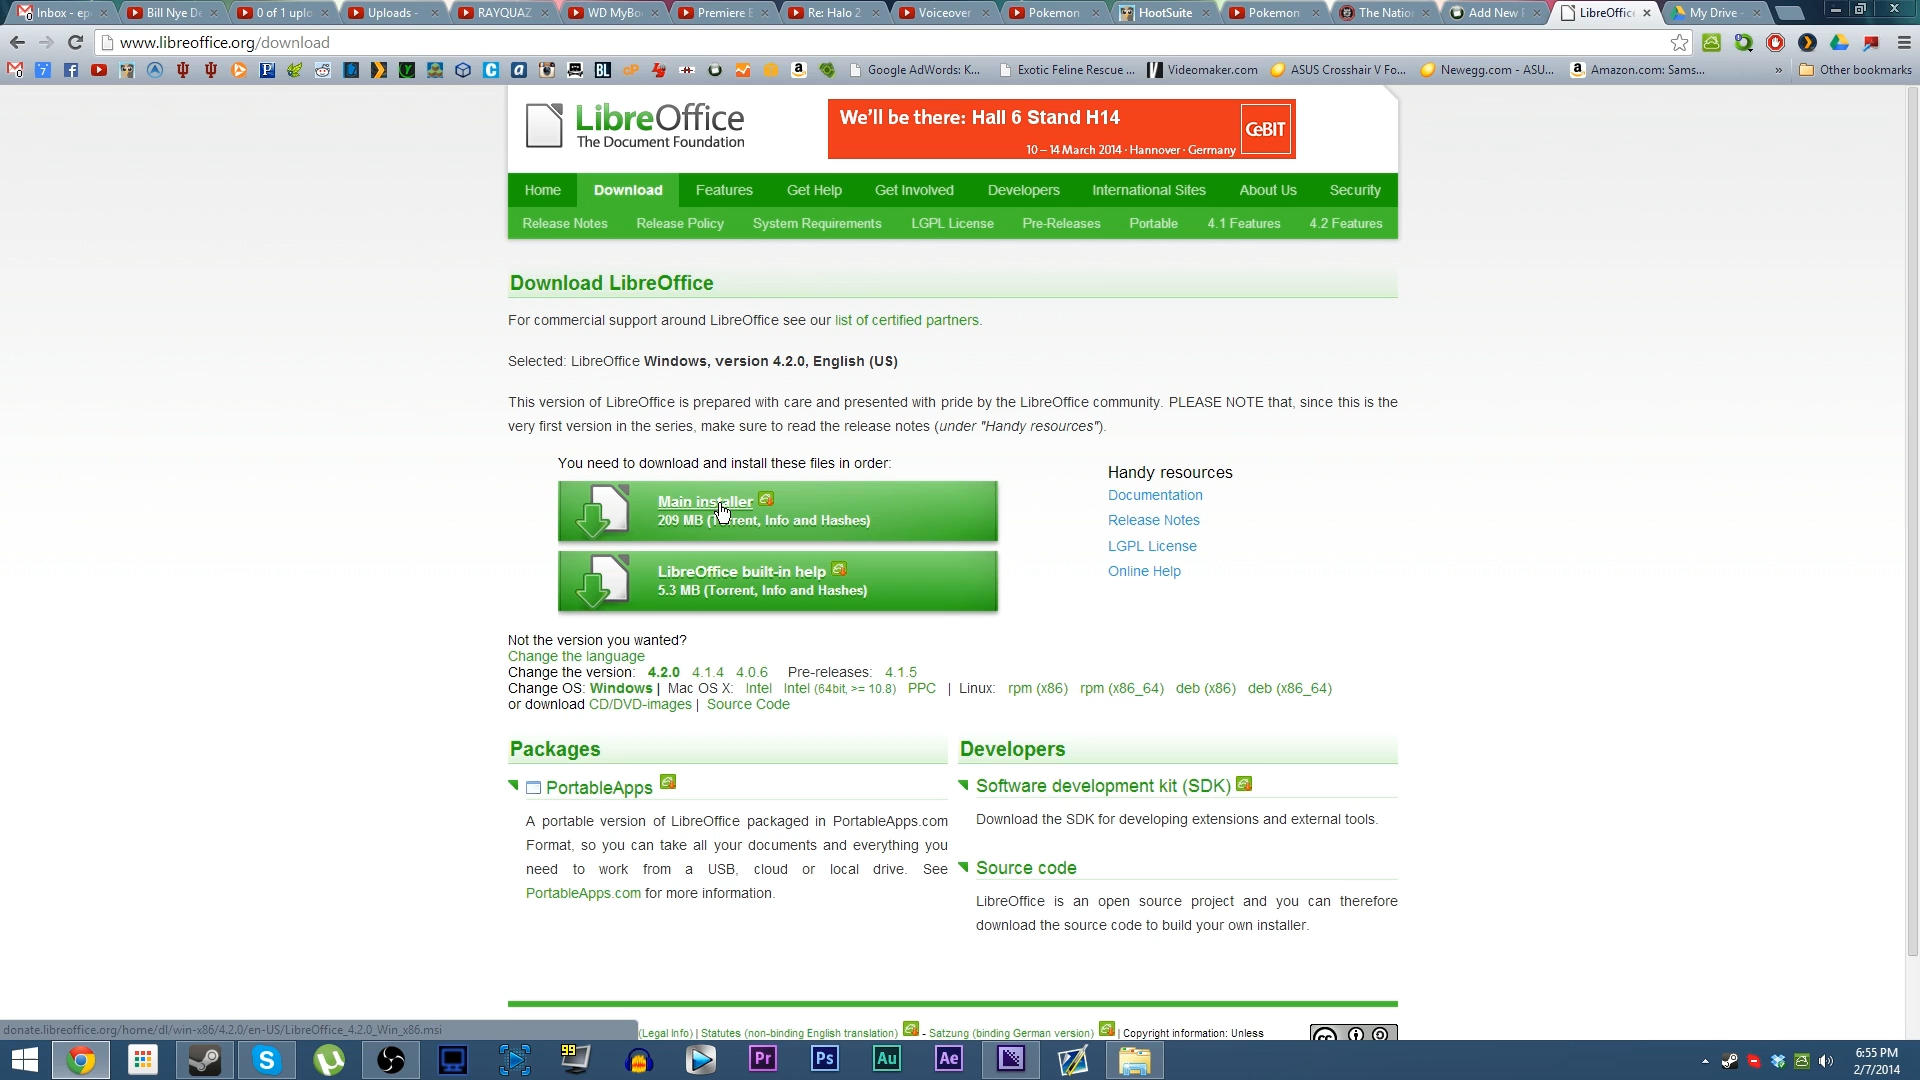 Inbox - ep
Bill Nye De
0 of 1 uplo
Uploads -
RAYQUAZ
WD MyBo
Premiere E
Re: Halo 2
Voiceover
Pokemon
HootSuite
Pokemon
The Natio
Add New
LibreOffice
My Drive -
www.libreoffice.org/download
Google AdWords: K...
Exotic Feline Rescue ...
Videomaker.com
ASUS Crosshair V Fo...
Newegg.com - ASU...
Amazon.com: Sams...
»
Other bookmarks
LibreOffice
The Document Foundation
We'll be there: Hall 6 Stand H14
10 – 14 March 2014 · Hannover · Germany
CeBIT
Home Download Features Get Help Get Involved Developers International Sites About Us Security
Release Notes Release Policy System Requirements LGPL License Pre-Releases Portable 4.1 Features 4.2 Features
Download LibreOffice
For commercial support around LibreOffice see our list of certified partners.
Selected: LibreOffice Windows, version 4.2.0, English (US)
This version of LibreOffice is prepared with care and presented with pride by the LibreOffice community. PLEASE NOTE that, since this is the
very first version in the series, make sure to read the release notes (under "Handy resources").
You need to download and install these files in order:
Main installer
209 MB (Torrent, Info and Hashes)
LibreOffice built-in help
5.3 MB (Torrent, Info and Hashes)
Handy resources
Documentation
Release Notes
LGPL License
Online Help
Not the version you wanted?
Change the language
Change the version: 4.2.0 4.1.4 4.0.6 Pre-releases: 4.1.5
Change OS: Windows | Mac OS X: Intel Intel (64bit, >= 10.8) PPC | Linux: rpm (x86) rpm (x86_64) deb (x86) deb (x86_64)
or download CD/DVD-images | Source Code
Packages
PortableApps
A portable version of LibreOffice packaged in PortableApps.com
Format, so you can take all your documents and everything you
need to work from a USB, cloud or local drive. See
PortableApps.com for more information.
Developers
Software development kit (SDK)
Download the SDK for developing extensions and external tools.
Source code
LibreOffice is an open source project and you can therefore
download the source code to build your own installer.
donate.libreoffice.org/home/dl/win-x86/4.2.0/en-US/LibreOffice_4.2.0_Win_x86.msi
(Legal Info) | Statutes (non-binding English translation) - Satzung (binding German version) | Copyright information: Unless
99
Pr
Ps
Au
Ae
6:55 PM
2/7/2014